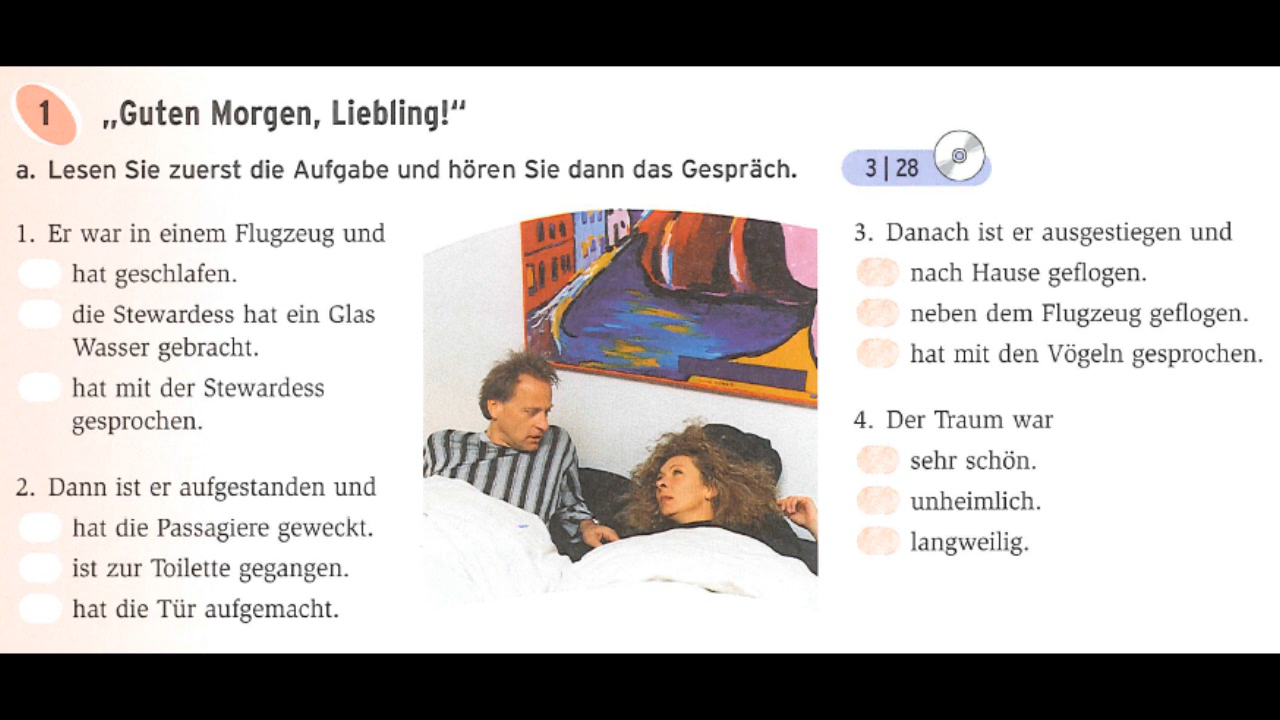 1 „Guten Morgen, Liebling!“
a. Lesen Sie zuerst die Aufgabe und hören Sie dann das Gespräch.
3 | 28
1. Er war in einem Flugzeug und
hat geschlafen.
die Stewardess hat ein Glas
Wasser gebracht.
hat mit der Stewardess
gesprochen.
2. Dann ist er aufgestanden und
hat die Passagiere geweckt.
ist zur Toilette gegangen.
hat die Tür aufgemacht.
3. Danach ist er ausgestiegen und
nach Hause geflogen.
neben dem Flugzeug geflogen.
hat mit den Vögeln gesprochen.
4. Der Traum war
sehr schön.
unheimlich.
langweilig.